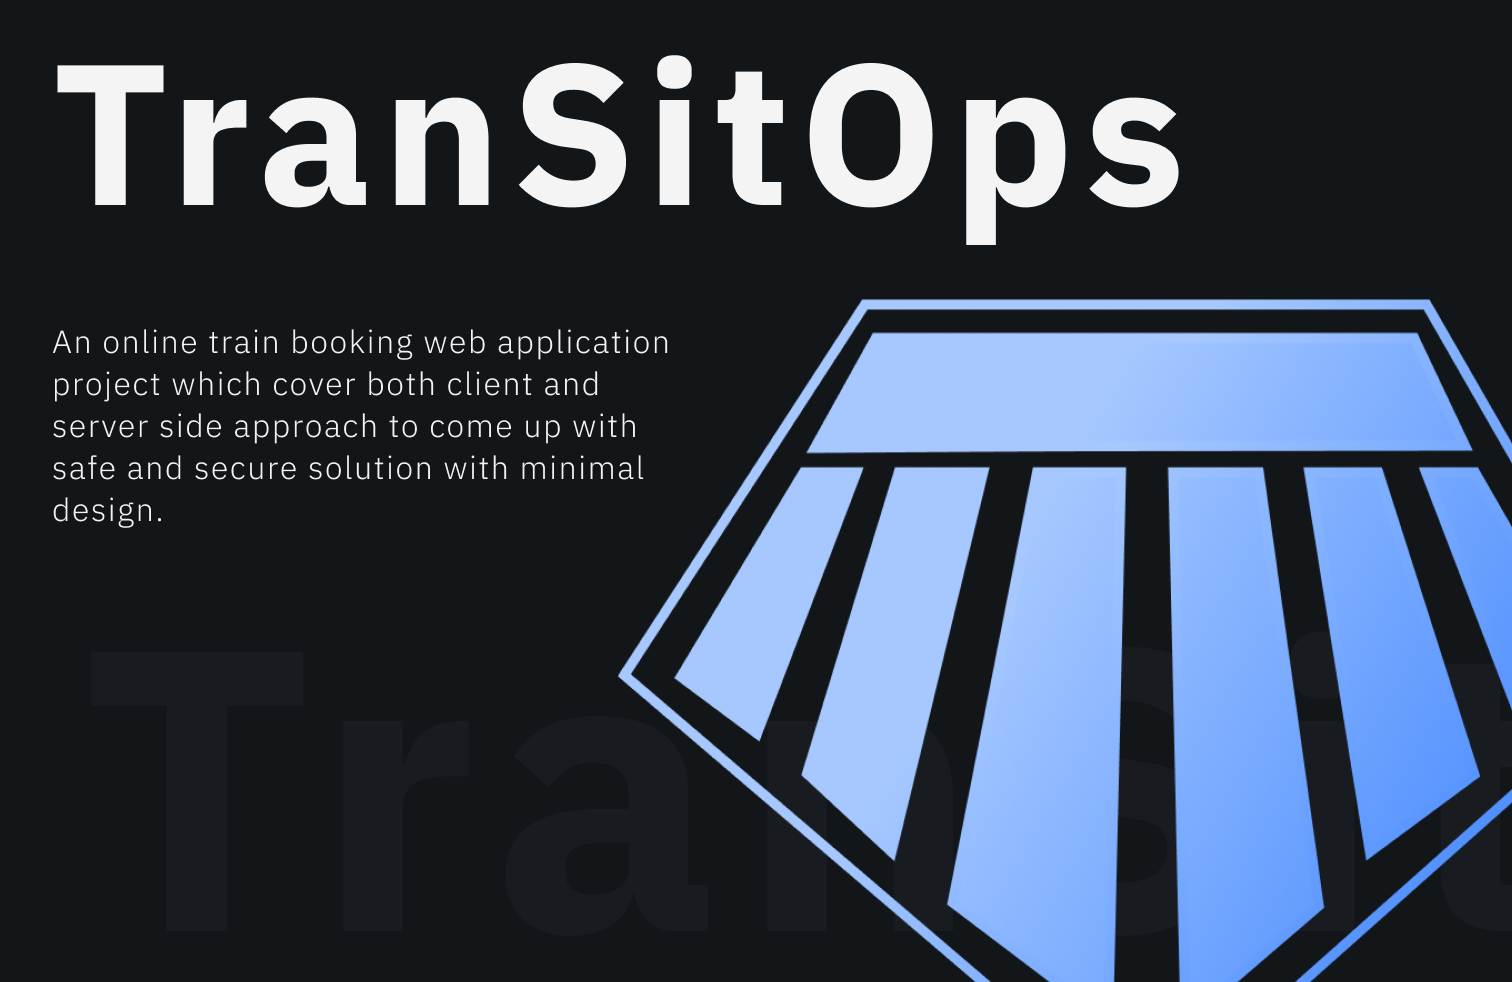 TranSitOps
An online train booking web application
project which cover both client and
server side approach to come up with
safe and secure solution with minimal
design.
TranSit